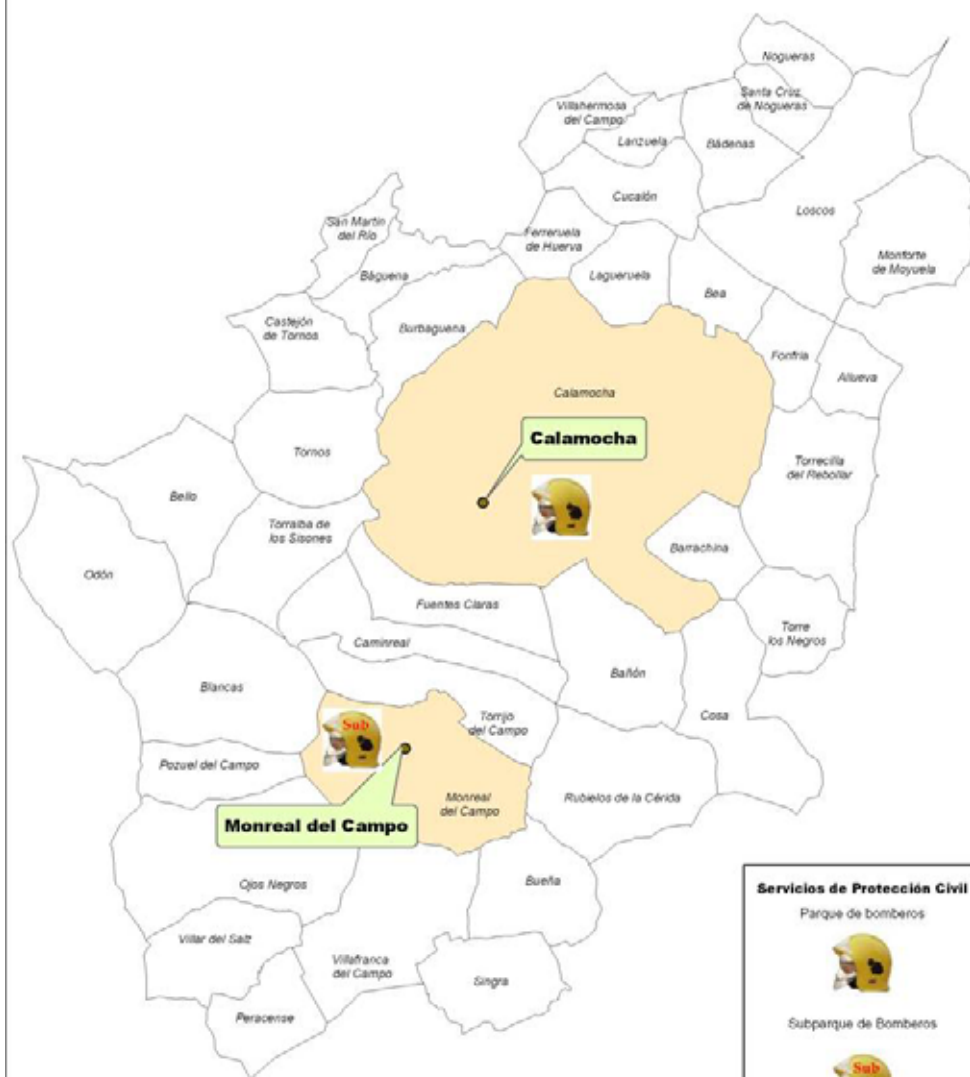 Nogueras
Santa Cruz
de Nogueras
Villahermosa
del Campo
Lanzuela
Bádenas
Cucalón
Loscos
San Martín
del Río
Ferreruela
de Huerva
Monforte
de Moyuela
Báguena
Lagueruela
Bea
Castejón
de Tornos
Burbaguena
Fonfría
Allueva
Calamocha
Calamocha
Tornos
Torrecilla
del Rebollar
Bello
Torralba de
los Sisones
Barrachina
Odón
Fuentes Claras
Torre
los Negros
Caminreal
Bañón
Blancas
Cosa
Sub
Torrijo
del Campo
Pozuel del Campo
Monreal
del Campo
Rubielos de la Cérida
Monreal del Campo
Bueña
Ojos Negros
Servicios de Protección Civil
Parque de bomberos
Villar del Salz
Villafranca
del Campo
Singra
Peracense
Subparque de Bomberos
Sub